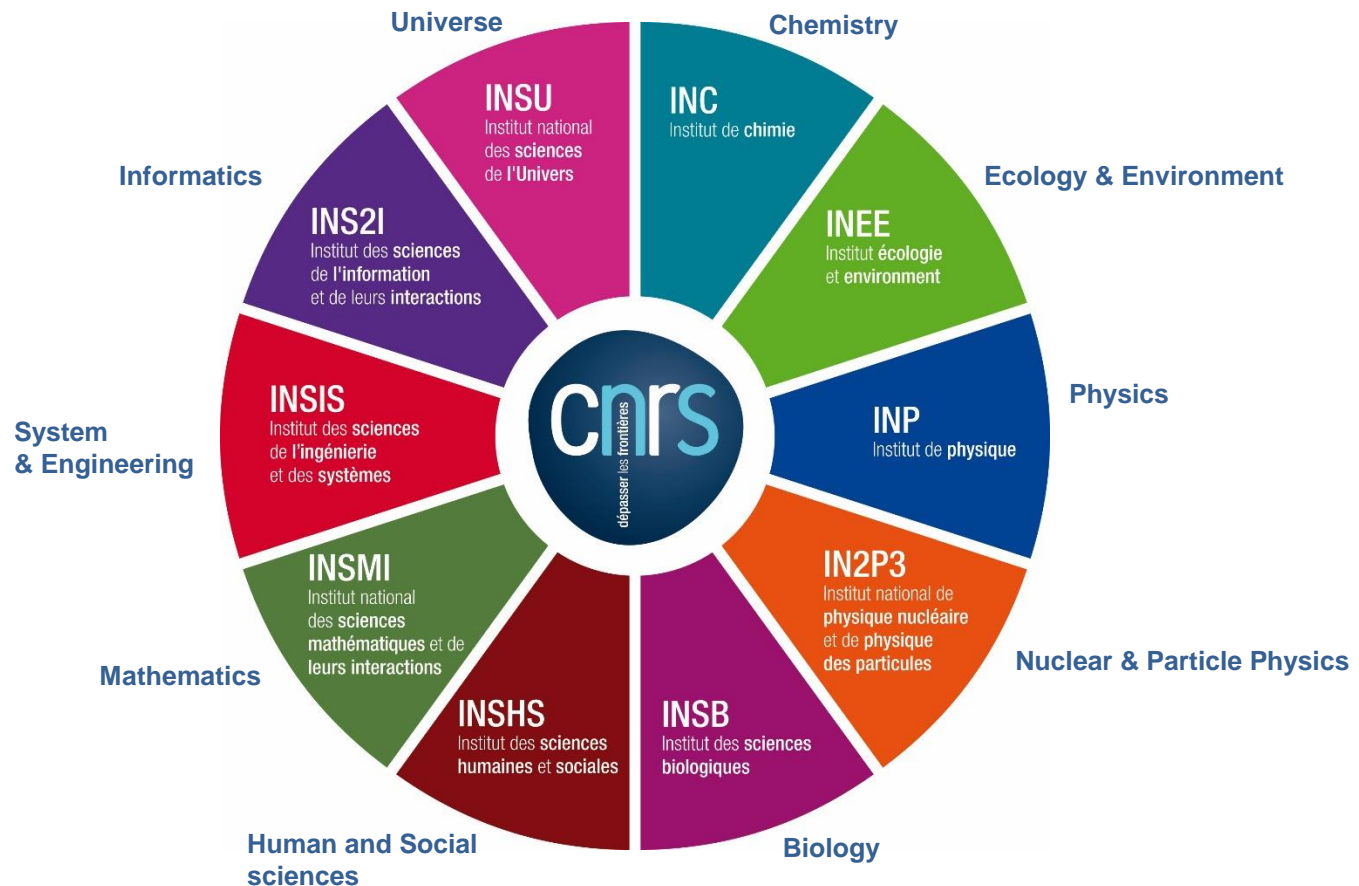 Universe
Chemistry
INSU
Institut national
des sciences
de l'Univers
INC
Institut de chimie
Informatics
Ecology & Environment
INS2I
Institut des sciences
de l'information
et de leurs interactions
INEE
Institut écologie
et environment
System
& Engineering
INSIS
Institut des sciences
de l'ingénierie
et des systèmes
cnrs
dépasser les frontières
INP
Institut de physique
Physics
INSMI
Institut national
des sciences
mathématiques et de
leurs interactions
Mathematics
IN2P3
Institut national de
physique nucléaire
et de physique
des particules
Nuclear & Particle Physics
INSHS
Institut des sciences
humaines et sociales
INSB
Institut des sciences
biologiques
Human and Social
sciences
Biology